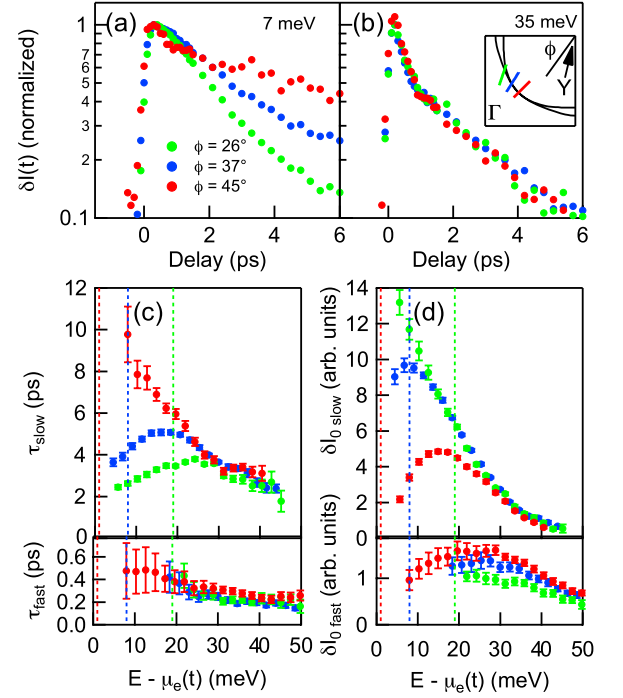 (a)
7 meV
(b)
35 meV
ϕ
Y
Γ
δI(t) (normalized)
1
8
7
6
5
4
3
2
0.1
ϕ = 26°
ϕ = 37°
ϕ = 45°
0 2 4 6
0 2 4 6
Delay (ps)
Delay (ps)
(c)
τslow (ps)
12
10
8
6
4
2
0
(d)
δI0 slow (arb. units)
14
12
10
8
6
4
2
0
τfast (ps)
0.6
0.4
0.2
0.0
δI0 fast (arb. units)
1
0
0 10 20 30 40 50
0 10 20 30 40 50
E - μe(t) (meV)
E - μe(t) (meV)